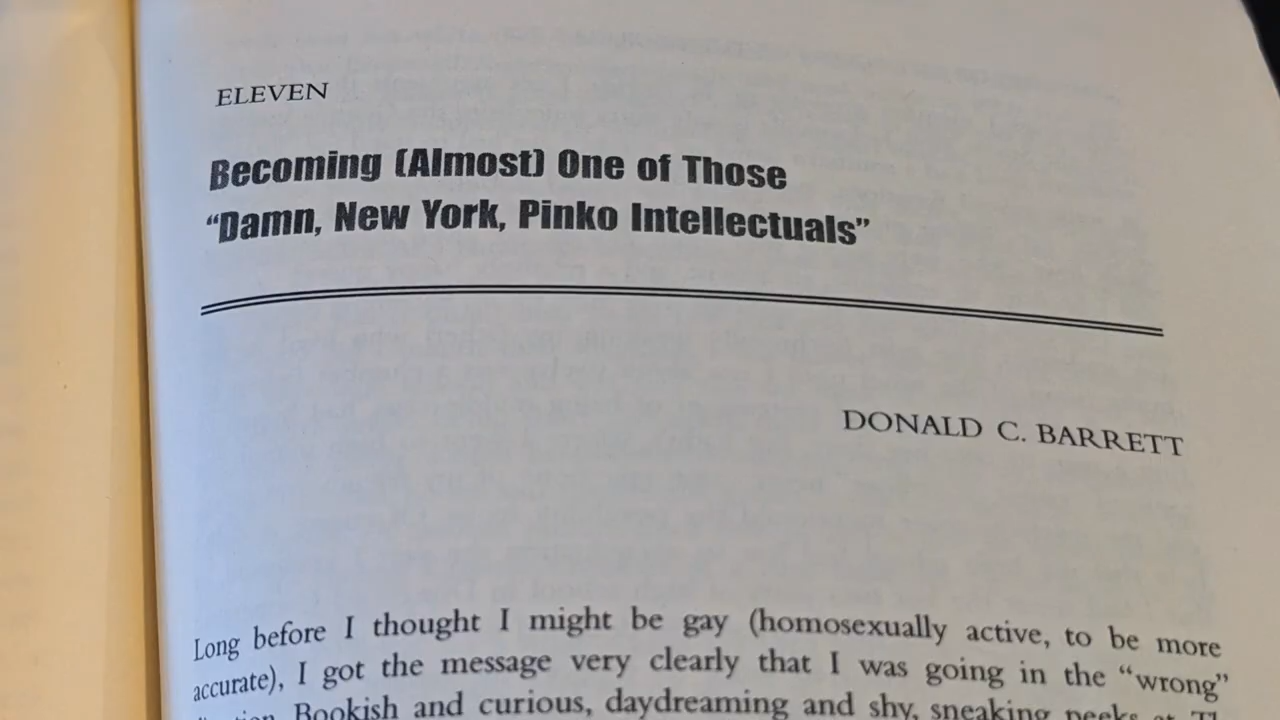 ELEVEN
Becoming (Almost) One of Those
“Damn, New York, Pinko Intellectuals”
DONALD C. BARRETT
Long before I thought I might be gay (homosexually active, to be more
accurate), I got the message very clearly that I was going in the “wrong”
Bookish and curious, daydreaming and shy, sneaking peeks at